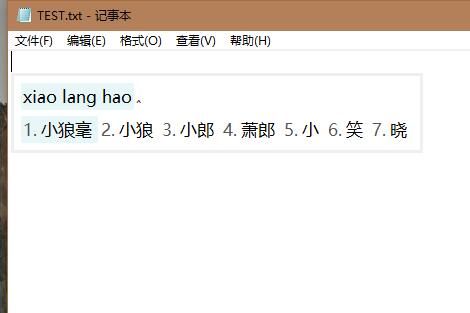 TEST.txt - 记事本
文件(F) 编辑(E) 格式(O) 查看(V) 帮助(H)
xiao lang hao‸
1. 小狼毫 2. 小狼 3. 小郎 4. 萧郎 5. 小 6. 笑 7. 晓